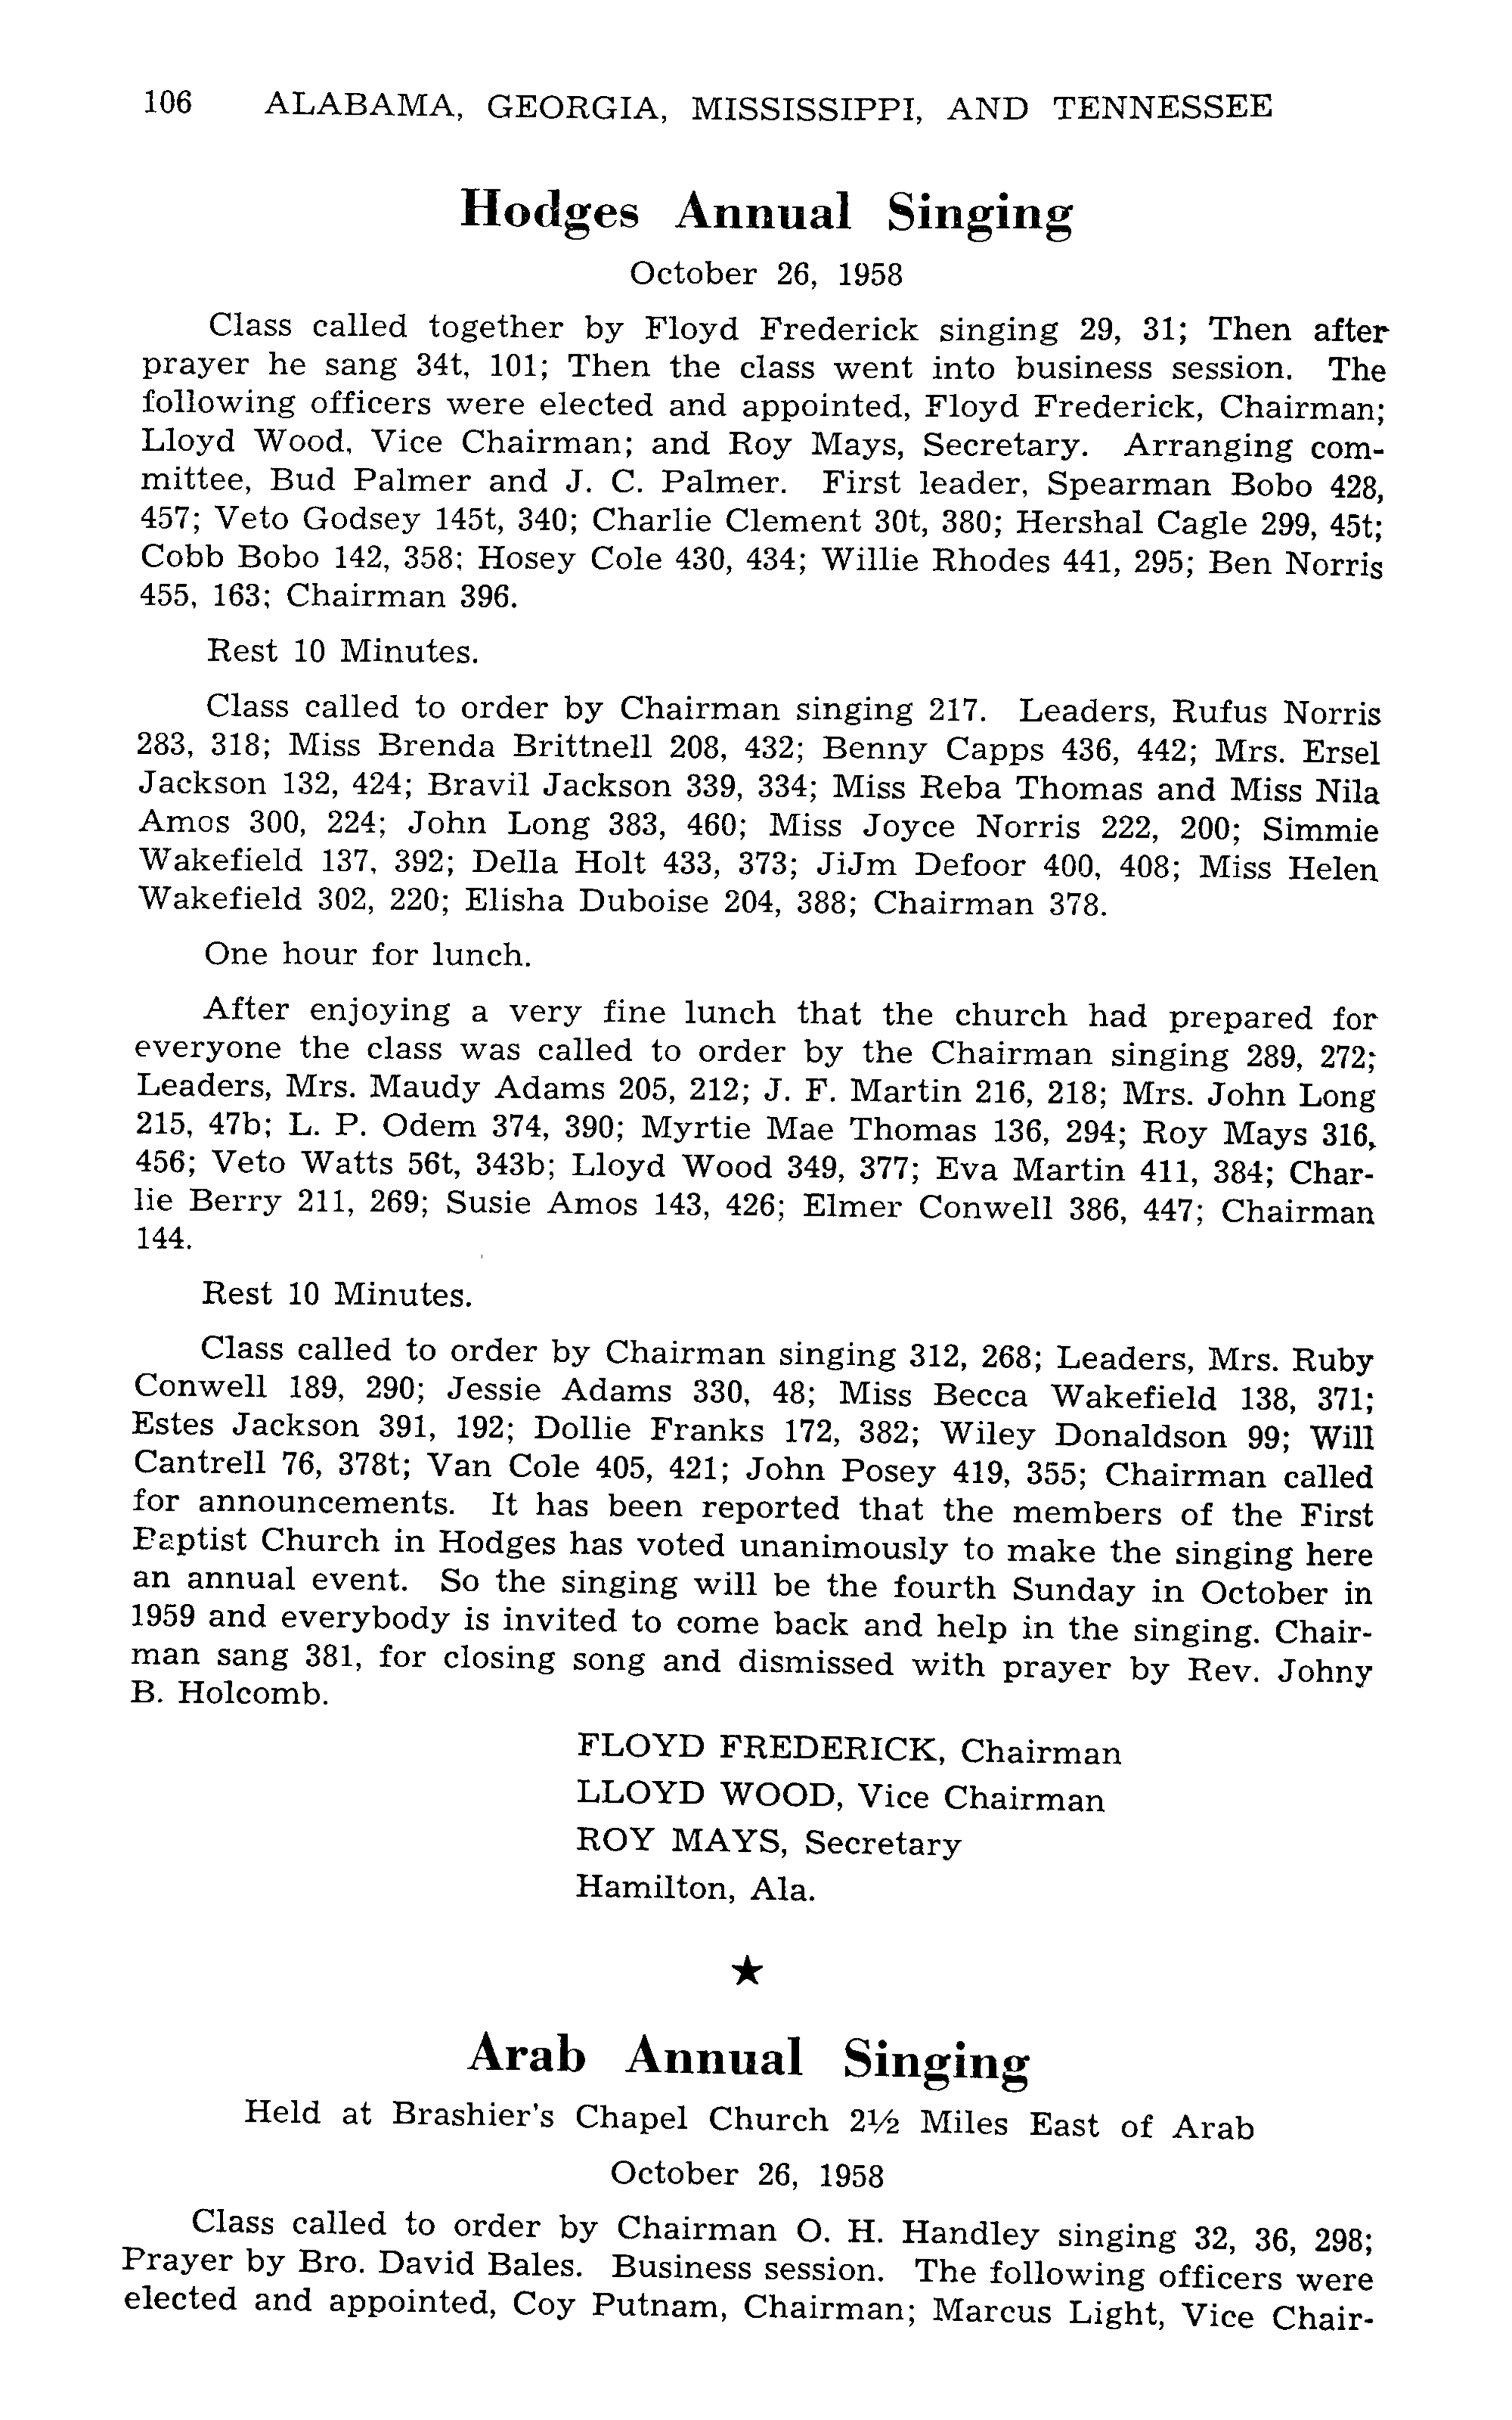 106 ALABAMA, GEORGIA, MISSISSIPPI, AND TENNESSEE
Hodges Annual Singing
October 26, 1958
Class called together by Floyd Frederick singing 29, 31; Then after
prayer he sang 34t, 101; Then the class went into business session. The
following officers were elected and appointed, Floyd Frederick, Chairman;
Lloyd Wood, Vice Chairman; and Roy Mays, Secretary. Arranging com-
mittee, Bud Palmer and J. C. Palmer. First leader, Spearman Bobo 428,
457; Veto Godsey 145t, 340; Charlie Clement 30t, 380; Hershal Cagle 299, 45t;
Cobb Bobo 142, 358; Hosey Cole 430, 434; Willie Rhodes 441, 295; Ben Norris
455, 163; Chairman 396.
Rest 10 Minutes.
Class called to order by Chairman singing 217. Leaders, Rufus Norris
283, 318; Miss Brenda Brittnell 208, 432; Benny Capps 436, 442; Mrs. Ersel
Jackson 132, 424; Bravil Jackson 339, 334; Miss Reba Thomas and Miss Nila
Amos 300, 224; John Long 383, 460; Miss Joyce Norris 222, 200; Simmie
Wakefield 137, 392; Della Holt 433, 373; JiJm Defoor 400, 408; Miss Helen
Wakefield 302, 220; Elisha Duboise 204, 388; Chairman 378.
One hour for lunch.
After enjoying a very fine lunch that the church had prepared for
everyone the class was called to order by the Chairman singing 289, 272;
Leaders, Mrs. Maudy Adams 205, 212; J. F. Martin 216, 218; Mrs. John Long
215, 47b; L. P. Odem 374, 390; Myrtie Mae Thomas 136, 294; Roy Mays 316,
456; Veto Watts 56t, 343b; Lloyd Wood 349, 377; Eva Martin 411, 384; Char-
lie Berry 211, 269; Susie Amos 143, 426; Elmer Conwell 386, 447; Chairman
144.
Rest 10 Minutes.
Class called to order by Chairman singing 312, 268; Leaders, Mrs. Ruby
Conwell 189, 290; Jessie Adams 330, 48; Miss Becca Wakefield 138, 371;
Estes Jackson 391, 192; Dollie Franks 172, 382; Wiley Donaldson 99; Will
Cantrell 76, 378t; Van Cole 405, 421; John Posey 419, 355; Chairman called
for announcements. It has been reported that the members of the First
Baptist Church in Hodges has voted unanimously to make the singing here
an annual event. So the singing will be the fourth Sunday in October in
1959 and everybody is invited to come back and help in the singing. Chair-
man sang 381, for closing song and dismissed with prayer by Rev. Johny
B. Holcomb.
FLOYD FREDERICK, Chairman
LLOYD WOOD, Vice Chairman
ROY MAYS, Secretary
Hamilton, Ala.
★
Arab Annual Singing
Held at Brashier's Chapel Church 2½ Miles East of Arab
October 26, 1958
Class called to order by Chairman O. H. Handley singing 32, 36, 298;
Prayer by Bro. David Bales. Business session. The following officers were
elected and appointed, Coy Putnam, Chairman; Marcus Light, Vice Chair-